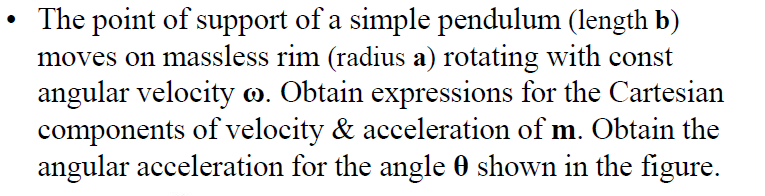 • The point of support of a simple pendulum (length b)
moves on massless rim (radius a) rotating with const
angular velocity ω. Obtain expressions for the Cartesian
components of velocity & acceleration of m. Obtain the
angular acceleration for the angle θ shown in the figure.